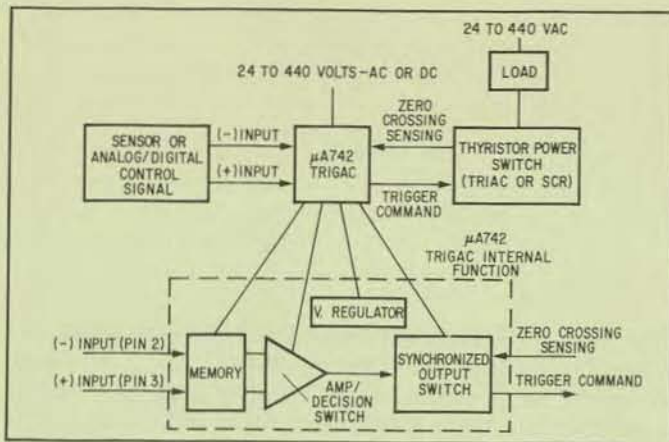 24 TO 440 VAC
LOAD
24 TO 440 VOLTS-AC OR DC
SENSOR OR
ANALOG/DIGITAL
CONTROL
SIGNAL
(-) INPUT
(+) INPUT
μA742
TRIGAC
ZERO
CROSSING
SENSING
TRIGGER
COMMAND
THYRISTOR POWER
SWITCH
(TRIAC OR SCR)
μA742
TRIGAC INTERNAL
FUNCTION
V. REGULATOR
(-) INPUT (PIN 2)
(+) INPUT (PIN 3)
MEMORY
AMP/
DECISION
SWITCH
SYNCHRONIZED
OUTPUT
SWITCH
ZERO CROSSING
SENSING
TRIGGER COMMAND